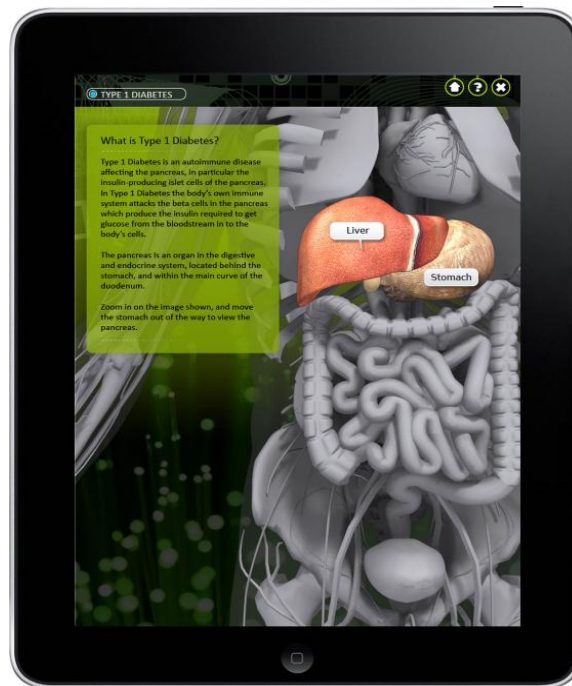 TYPE 1 DIABETES
?
What is Type 1 Diabetes?
Type 1 Diabetes is an autoimmune disease
affecting the pancreas, in particular the
insulin-producing islet cells of the pancreas.
In Type 1 Diabetes the body's own immune
system attacks the beta cells in the pancreas
which produce the insulin required to get
glucose from the bloodstream in to the
body's cells.
The pancreas is an organ in the digestive
and endocrine system, located behind the
stomach, and within the main curve of the
duodenum.
Zoom in on the image shown, and move
the stomach out of the way to view the
pancreas.
Liver
Stomach